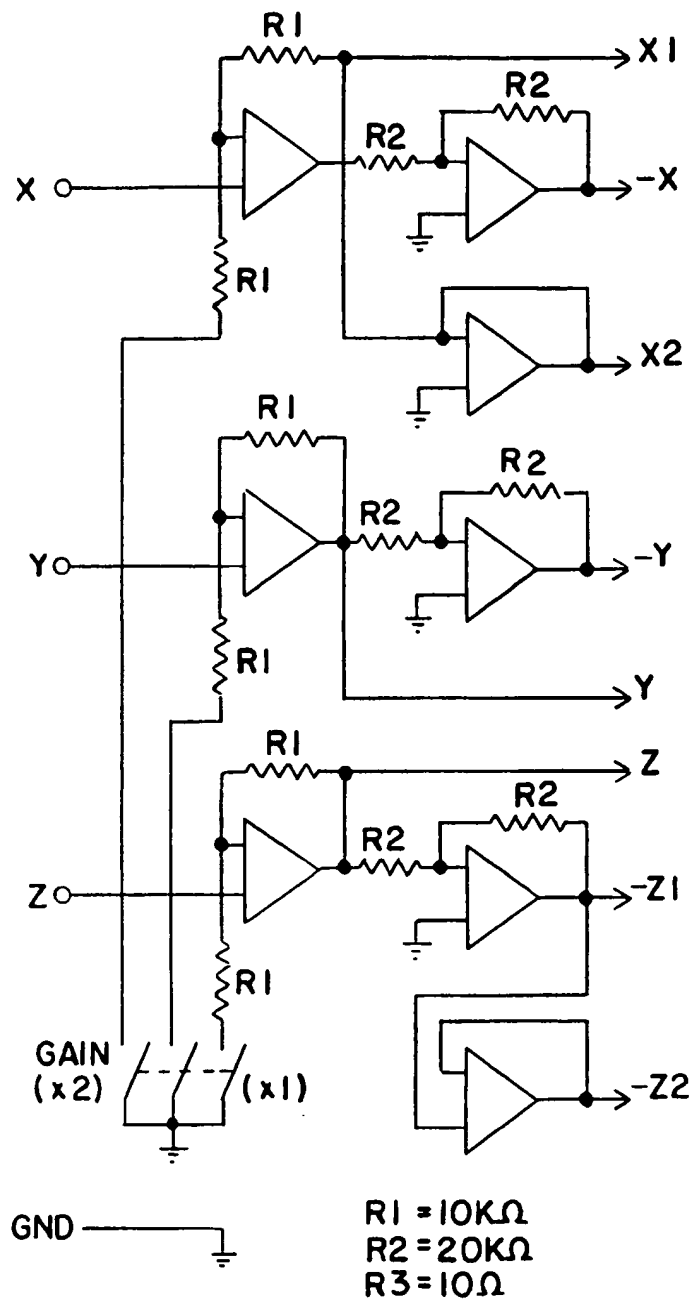 R1
X1
R2
R2
X
-X
R1
X2
R1
R2
R2
Y
-Y
R1
Y
R1
Z
R2
R2
Z
-Z1
R1
GAIN
(x2)
(x1)
-Z2
GND
R1 = 10KΩ
R2 = 20KΩ
R3 = 10Ω